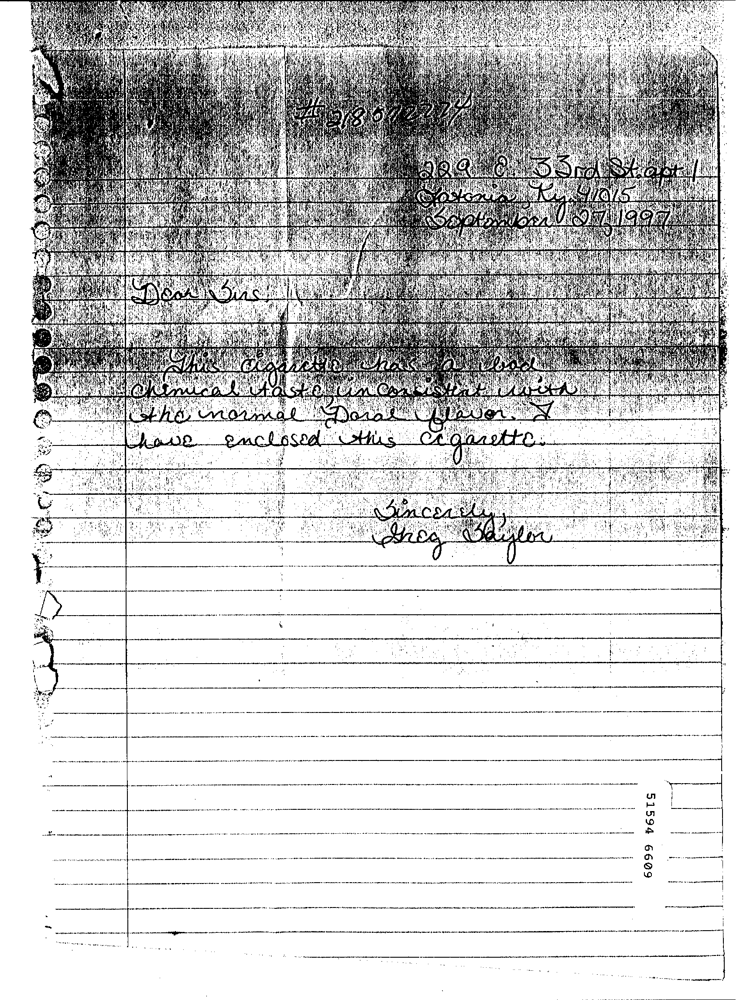 # 218072774
229 E. 33rd St. apt 1
Latonia, Ky. 41015
September 27, 1997
Dear Sirs:
This cigarette has a bad
chemical taste, inconsistent with
the normal Doral flavor. I
have enclosed this cigarette.
Sincerely,
Greg Taylor
51594 6609